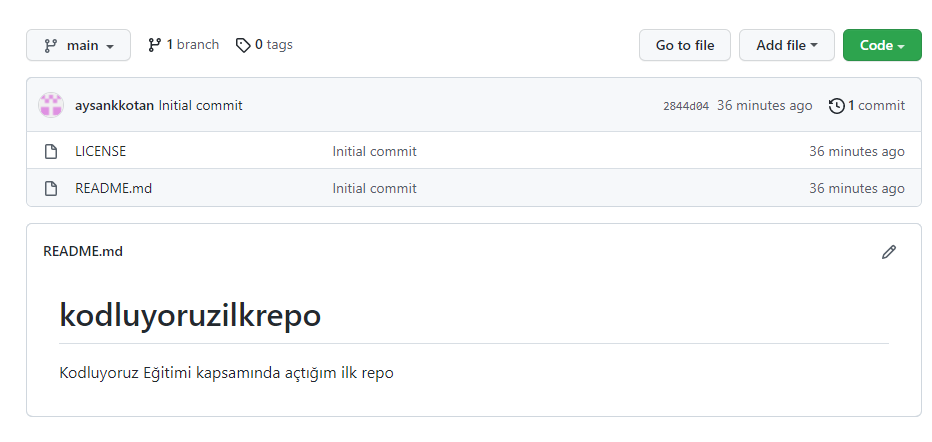 main 1 branch 0 tags Go to file Add file Code
aysankkotan Initial commit 2844d04 36 minutes ago 1 commit
LICENSE Initial commit 36 minutes ago
README.md Initial commit 36 minutes ago
README.md
kodluyoruzilkrepo
Kodluyoruz Eğitimi kapsamında açtığım ilk repo